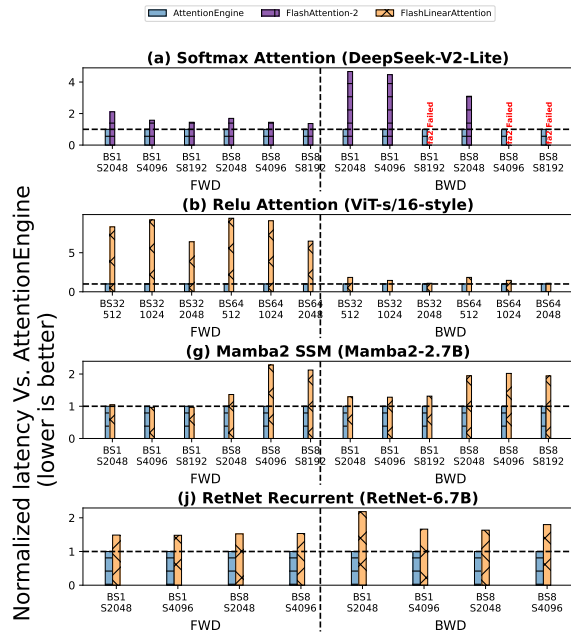 AttentionEngine FlashAttention-2 FlashLinearAttention
Normalized latency Vs. AttentionEngine
(lower is better)
(a) Softmax Attention (DeepSeek-V2-Lite)
4
2
0
fa2 Failed fa2 Failed fa2 Failed
BS1 BS1 BS1 BS8 BS8 BS8 BS1 BS1 BS1 BS8 BS8 BS8
S2048 S4096 S8192 S2048 S4096 S8192 S2048 S4096 S8192 S2048 S4096 S8192
FWD BWD
(b) Relu Attention (ViT-s/16-style)
5
0
BS32 BS32 BS32 BS64 BS64 BS64 BS32 BS32 BS32 BS64 BS64 BS64
512 1024 2048 512 1024 2048 512 1024 2048 512 1024 2048
FWD BWD
(g) Mamba2 SSM (Mamba2-2.7B)
2
1
0
BS1 BS1 BS1 BS8 BS8 BS8 BS1 BS1 BS1 BS8 BS8 BS8
S2048 S4096 S8192 S2048 S4096 S8192 S2048 S4096 S8192 S2048 S4096 S8192
FWD BWD
(j) RetNet Recurrent (RetNet-6.7B)
2
1
0
BS1 BS1 BS8 BS8 BS1 BS1 BS8 BS8
S2048 S4096 S2048 S4096 S2048 S4096 S2048 S4096
FWD BWD